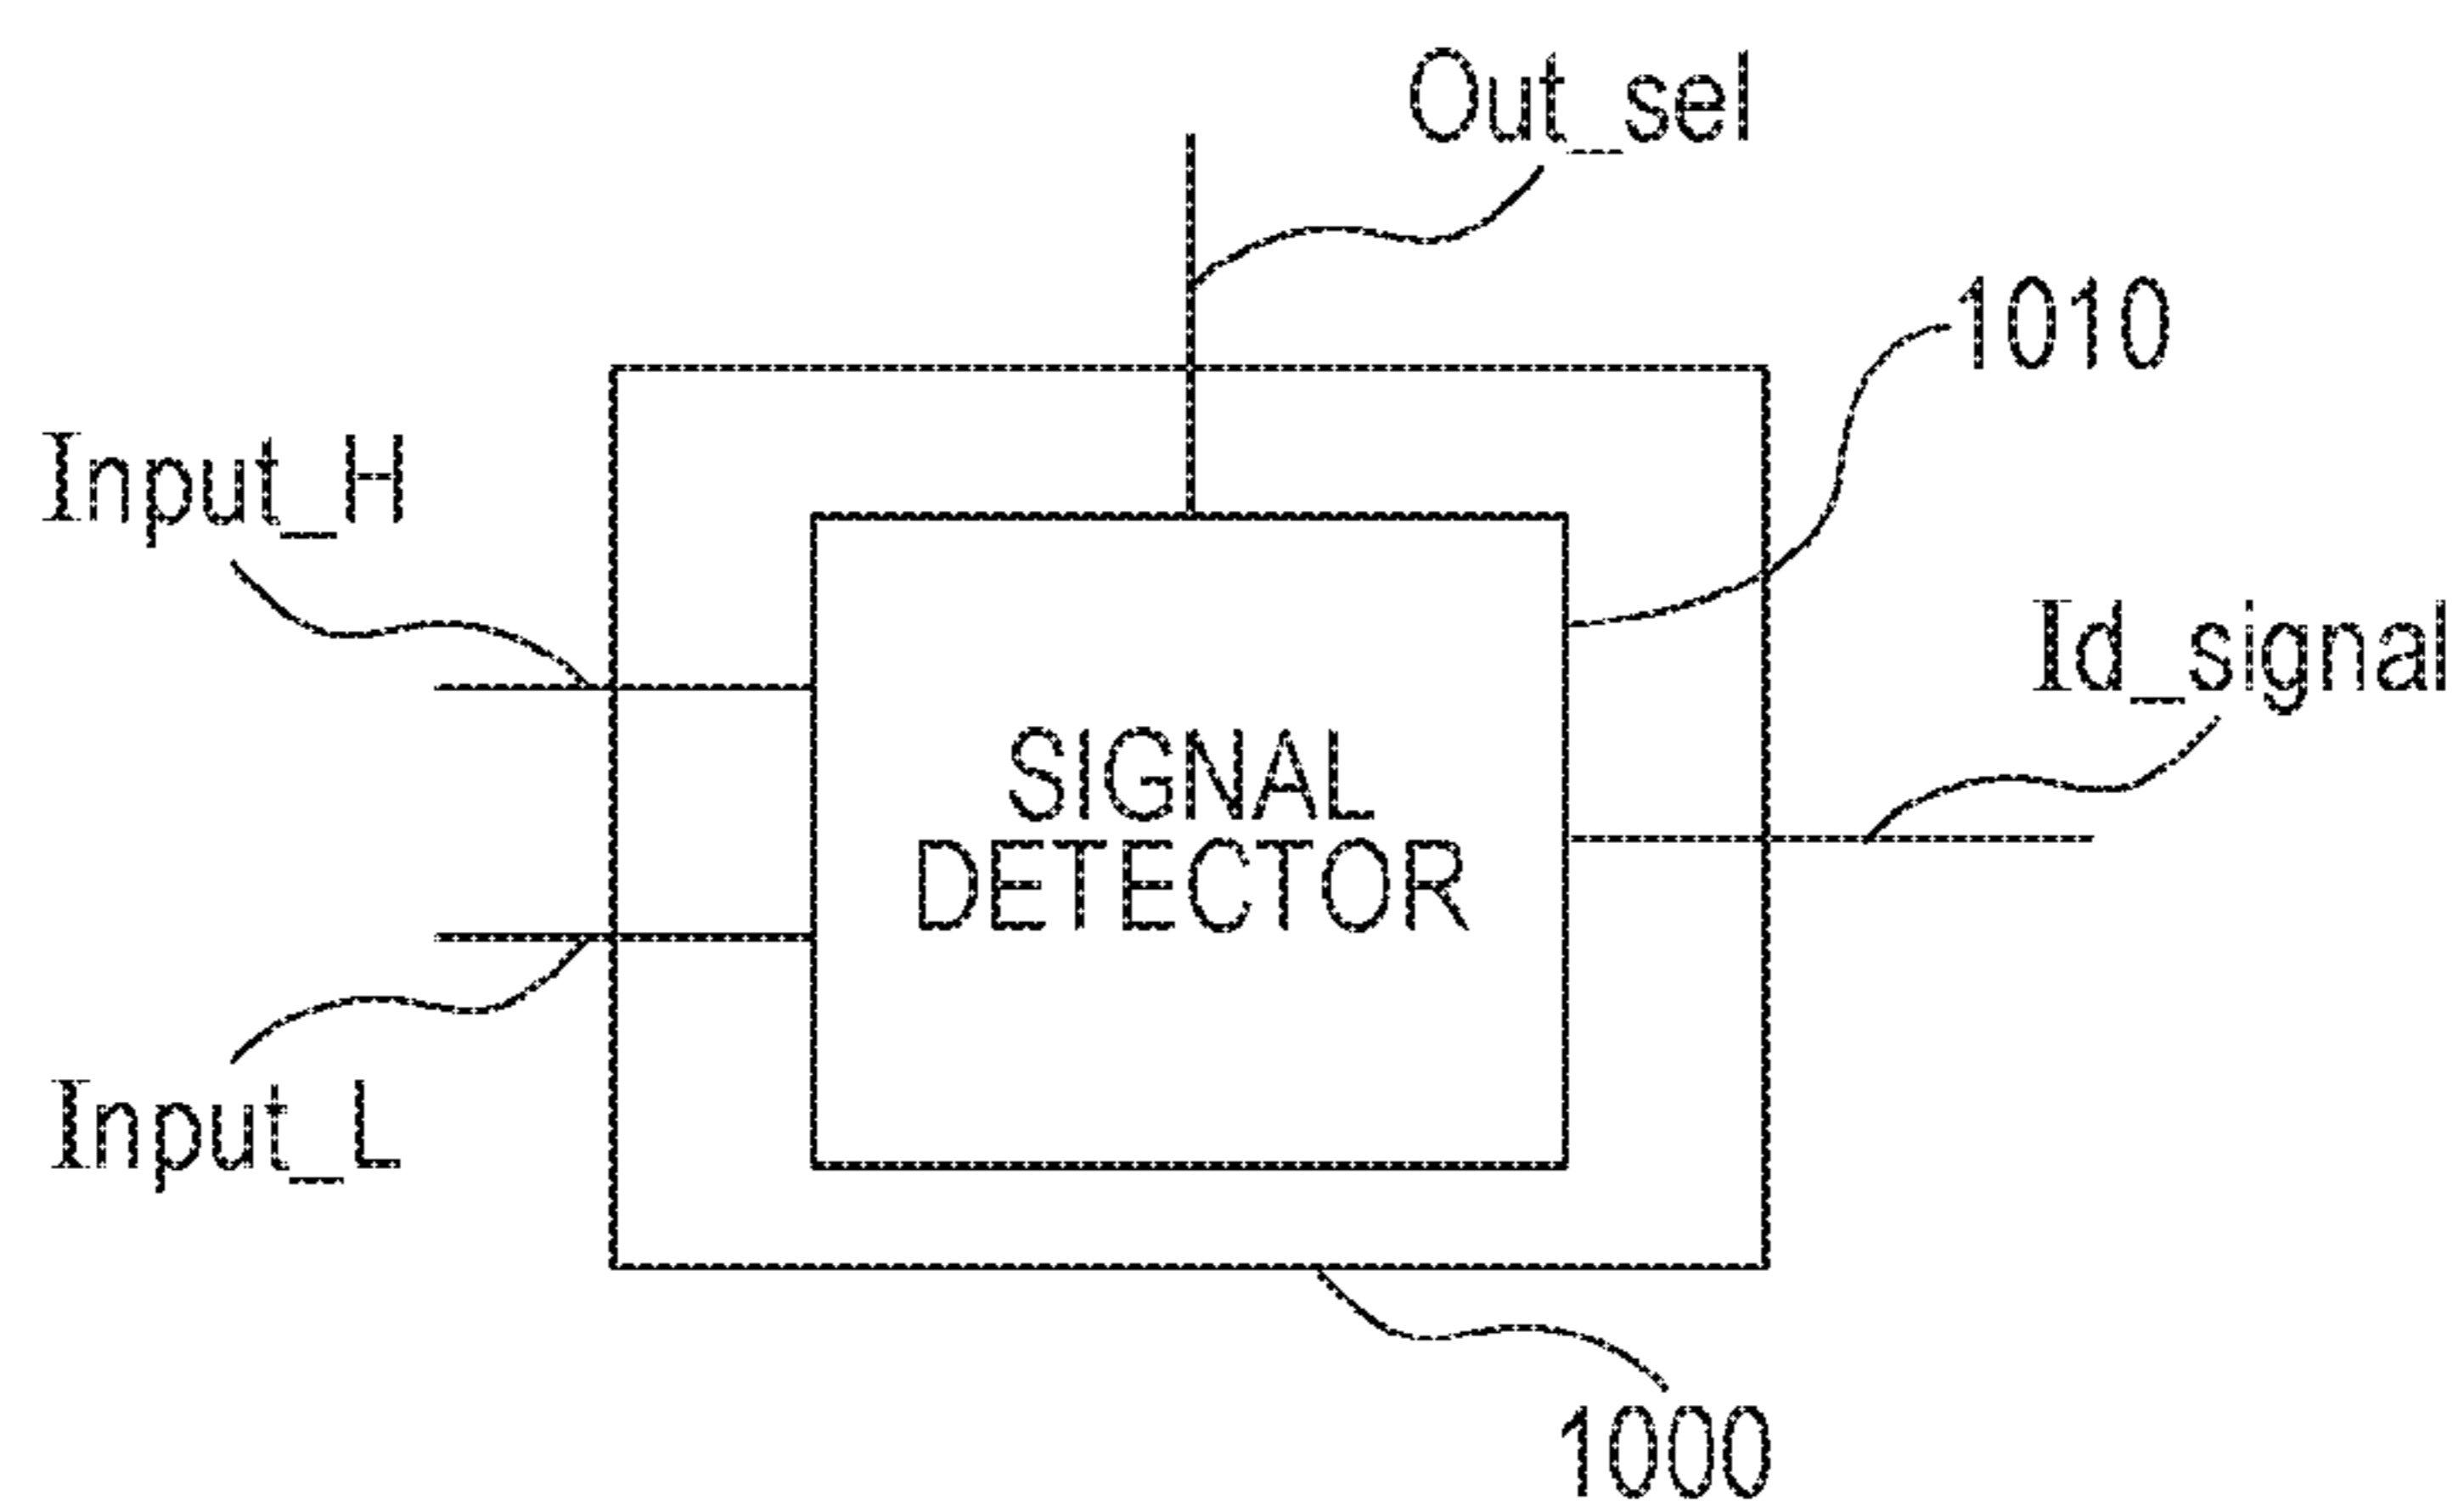 Out_sel
1010
Input_H
Id_signal
SIGNAL
DETECTOR
Input_L
1000